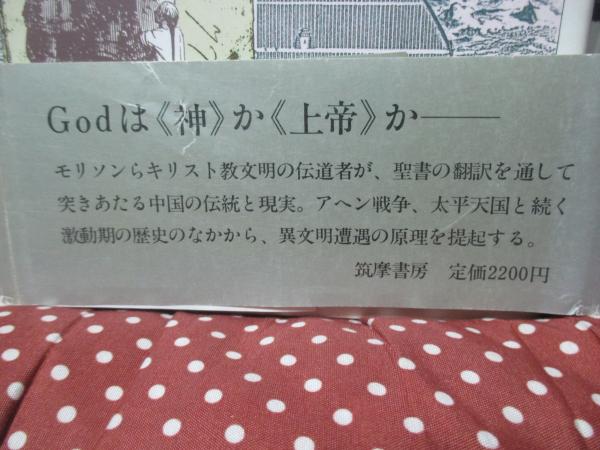 Godは《神》か《上帝》か――
モリソンらキリスト教文明の伝道者が、聖書の翻訳を通して
突きあたる中国の伝統と現実。アヘン戦争、太平天国と続く
激動期の歴史のなかから、異文明遭遇の原理を提起する。
筑摩書房 定価2200円